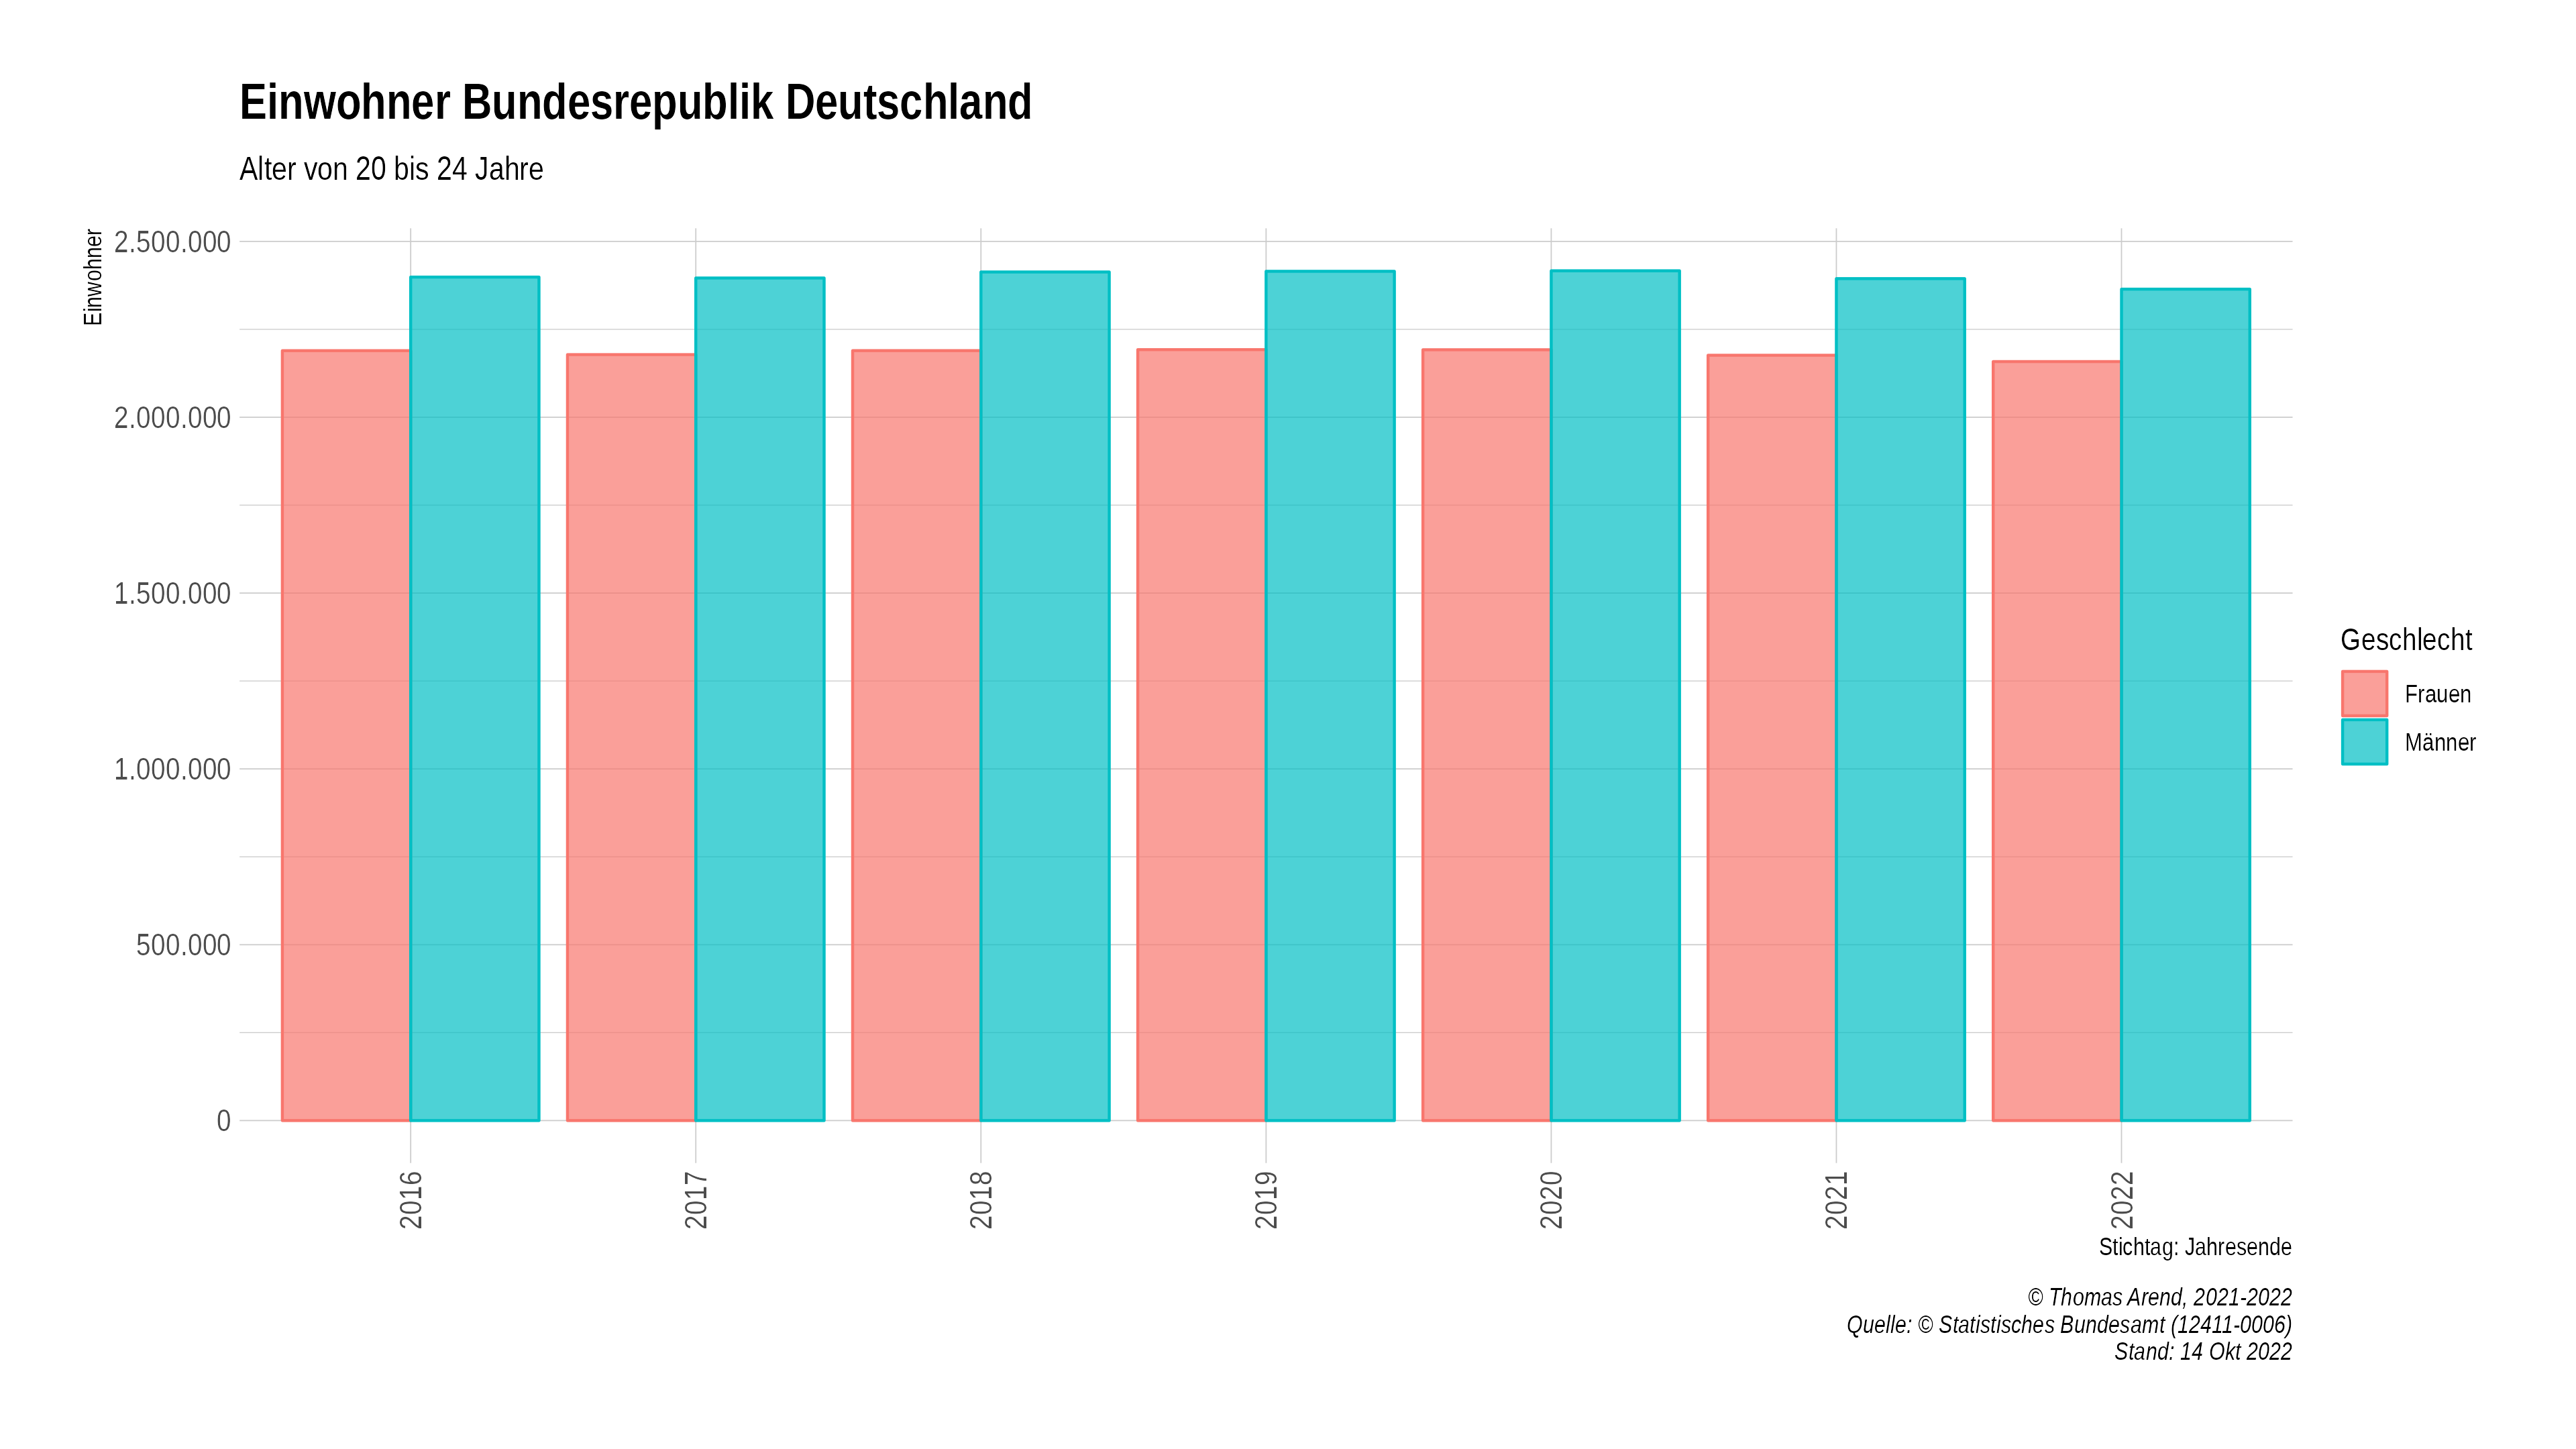 Einwohner Bundesrepublik Deutschland
Alter von 20 bis 24 Jahre
Einwohner
2.500.000
2.000.000
1.500.000
1.000.000
500.000
0
2016
2017
2018
2019
2020
2021
2022
Geschlecht
Frauen
Männer
Stichtag: Jahresende
© Thomas Arend, 2021-2022
Quelle: © Statistisches Bundesamt (12411-0006)
Stand: 14 Okt 2022